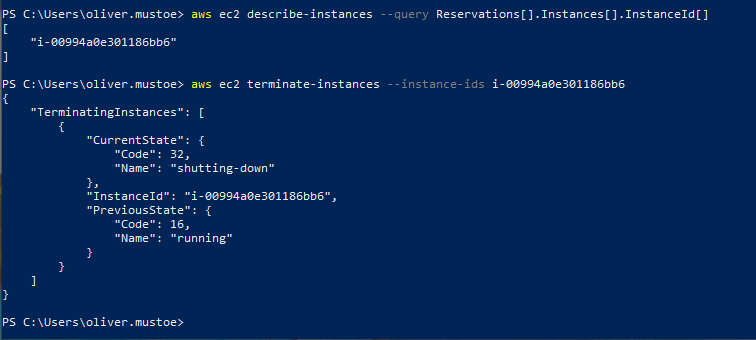 PS C:\Users\oliver.mustoe> aws ec2 describe-instances --query Reservations[].Instances[].InstanceId[]
[
    "i-00994a0e301186bb6"
]
PS C:\Users\oliver.mustoe> aws ec2 terminate-instances --instance-ids i-00994a0e301186bb6
{
    "TerminatingInstances": [
        {
            "CurrentState": {
                "Code": 32,
                "Name": "shutting-down"
            },
            "InstanceId": "i-00994a0e301186bb6",
            "PreviousState": {
                "Code": 16,
                "Name": "running"
            }
        }
    ]
}
PS C:\Users\oliver.mustoe>